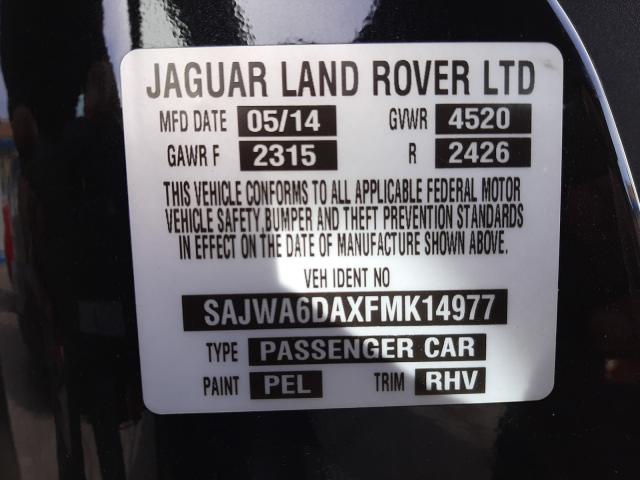 JAGUAR LAND ROVER LTD
MFD DATE 05/14 GVWR 4520
GAWR F 2315 R 2426
THIS VEHICLE CONFORMS TO ALL APPLICABLE FEDERAL MOTOR
VEHICLE SAFETY,BUMPER AND THEFT PREVENTION STANDARDS
IN EFFECT ON THE DATE OF MANUFACTURE SHOWN ABOVE.
VEH IDENT NO
SAJWA6DAXFMK14977
TYPE PASSENGER CAR
PAINT PEL TRIM RHV